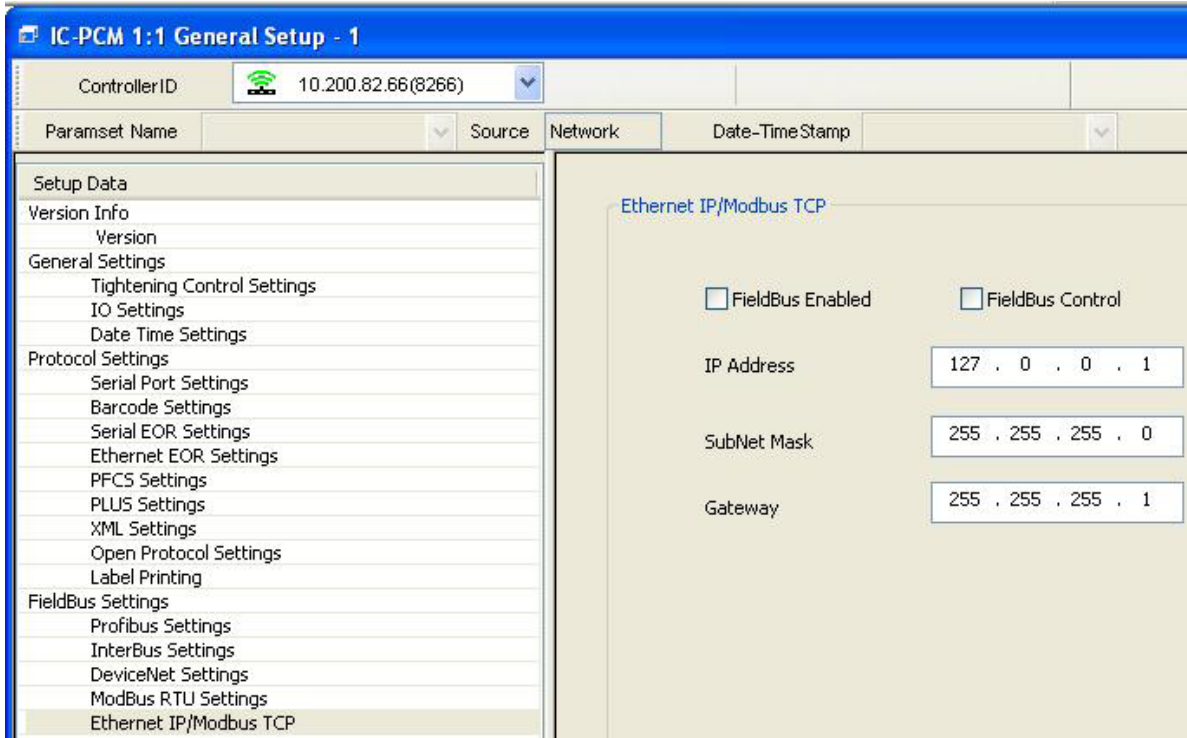 IC-PCM 1:1 General Setup - 1
ControllerID 10.200.82.66(8266)
Paramset Name Source Network Date-TimeStamp
Setup Data
Version Info
Version
General Settings
Tightening Control Settings
IO Settings
Date Time Settings
Protocol Settings
Serial Port Settings
Barcode Settings
Serial EOR Settings
Ethernet EOR Settings
PFCS Settings
PLUS Settings
XML Settings
Open Protocol Settings
Label Printing
FieldBus Settings
Profibus Settings
InterBus Settings
DeviceNet Settings
ModBus RTU Settings
Ethernet IP/Modbus TCP
Ethernet IP/Modbus TCP
FieldBus Enabled FieldBus Control
IP Address 127 . 0 . 0 . 1
SubNet Mask 255 . 255 . 255 . 0
Gateway 255 . 255 . 255 . 1